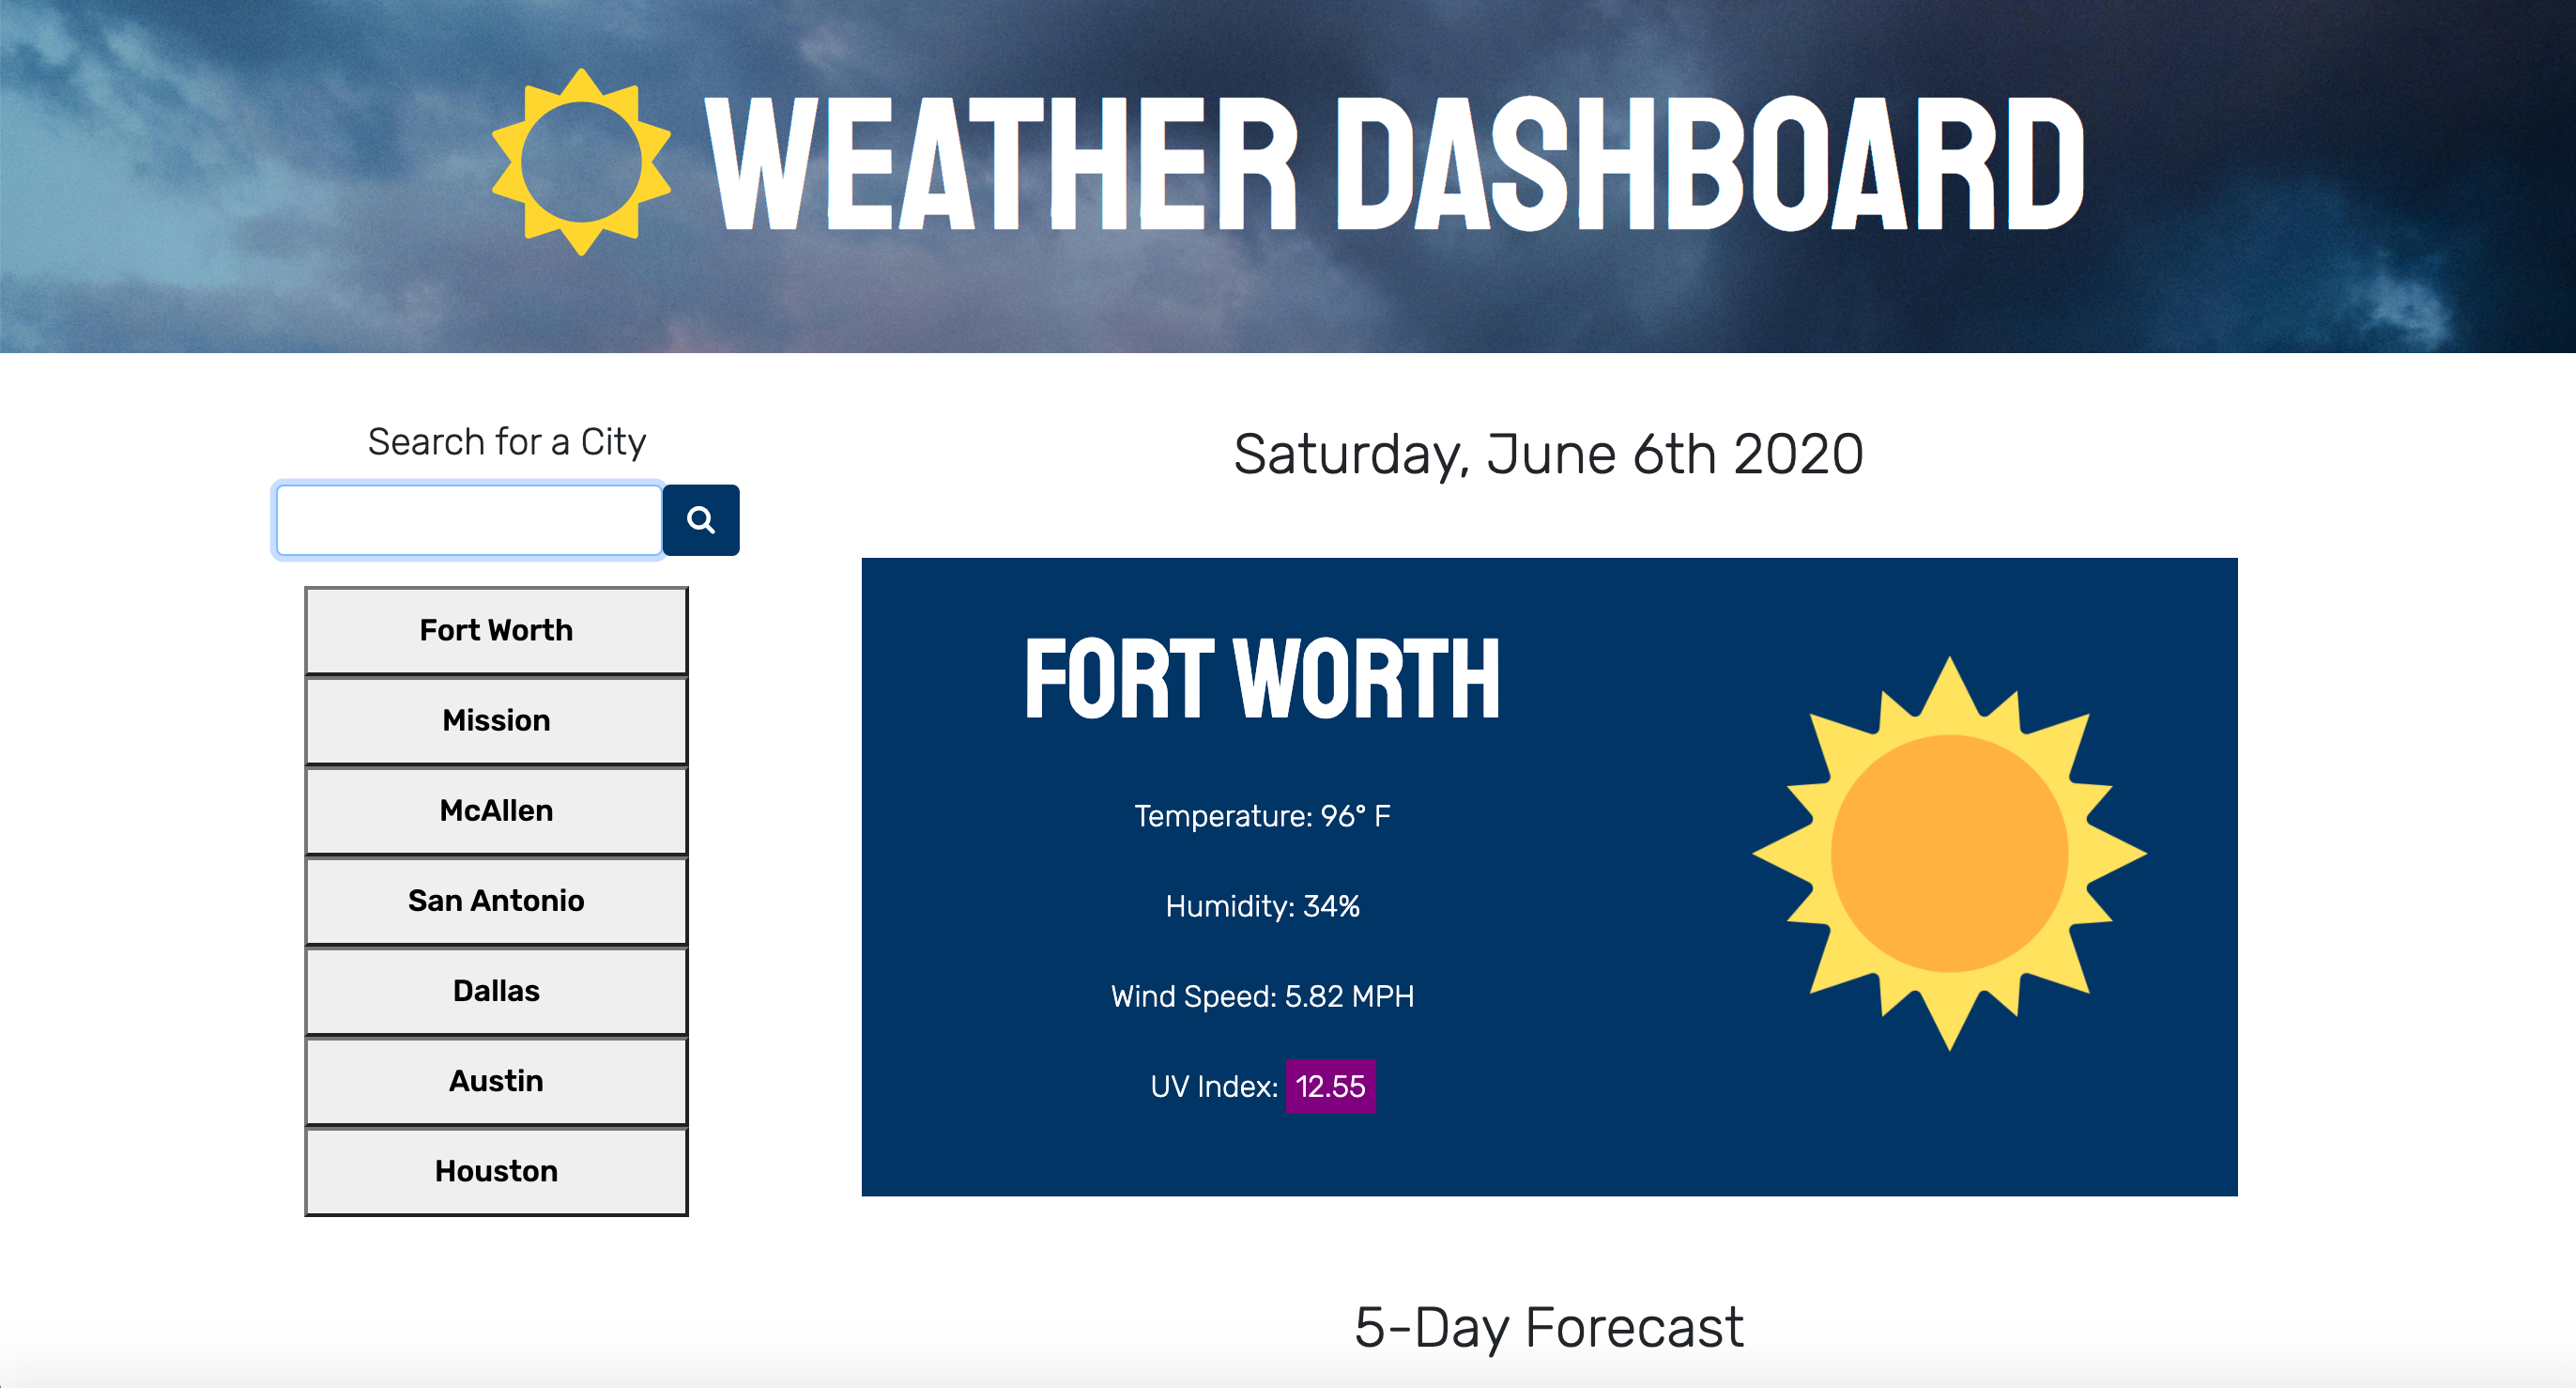 WEATHER DASHBOARD
Search for a City
Fort Worth
Mission
McAllen
San Antonio
Dallas
Austin
Houston
Saturday, June 6th 2020
FORT WORTH
Temperature: 96° F
Humidity: 34%
Wind Speed: 5.82 MPH
UV Index: 12.55
5-Day Forecast